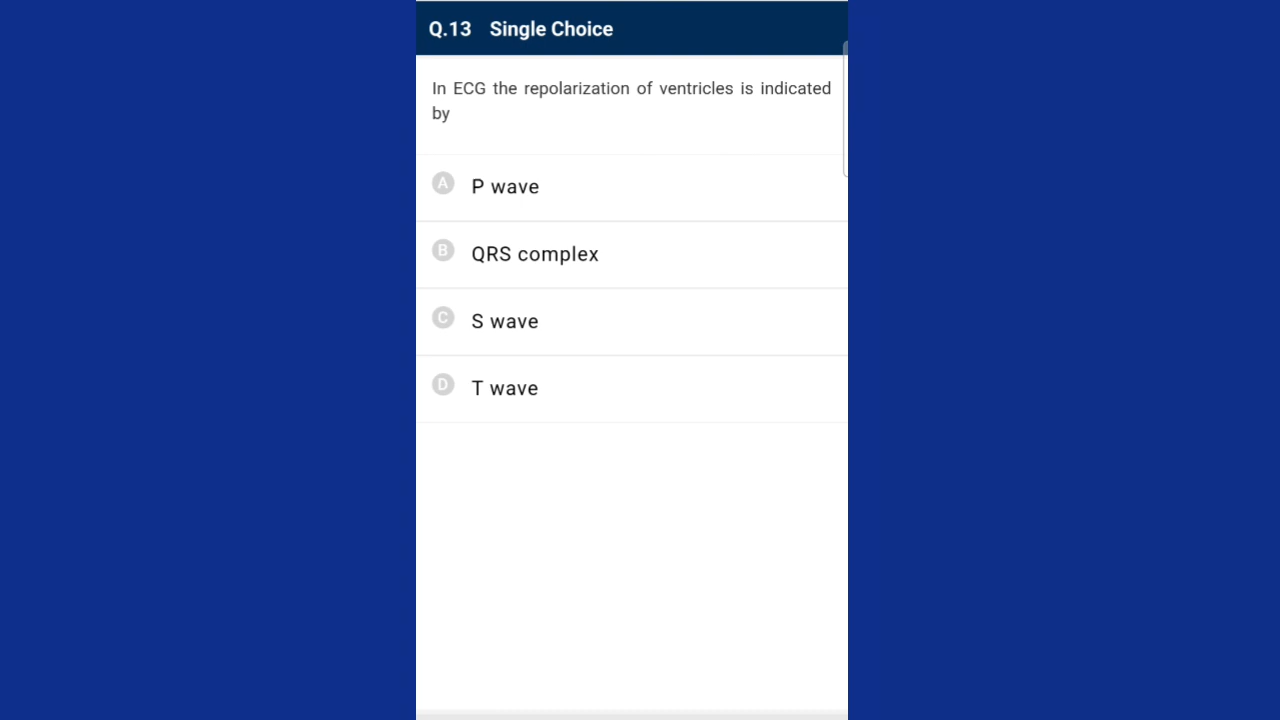 Q.13 Single Choice
In ECG the repolarization of ventricles is indicated
by
A P wave
B QRS complex
C S wave
D T wave